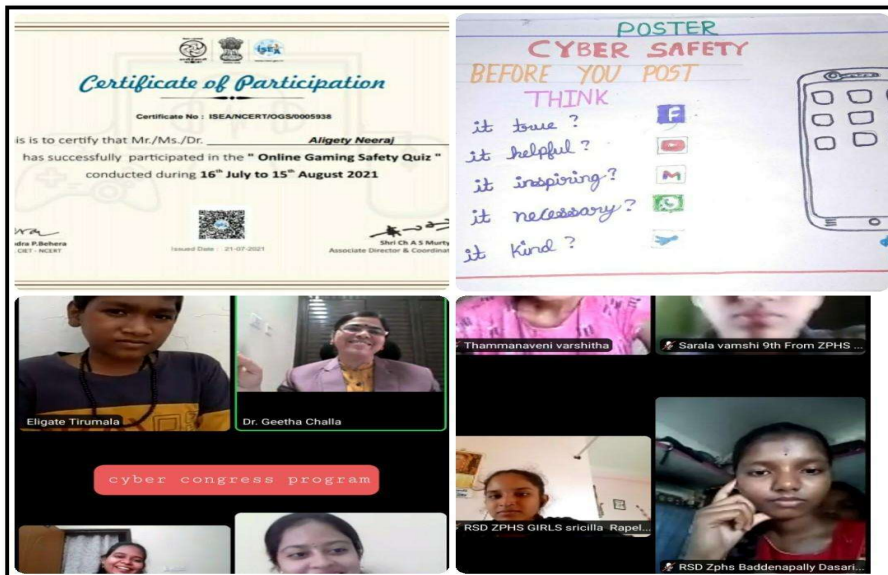 ISEA
Certificate of Participation
Certificate No : ISEA/NCERT/OGS/0005938
is is to certify that Mr./Ms./Dr. Aligety Neeraj
has successfully participated in the " Online Gaming Safety Quiz "
conducted during 16th July to 15th August 2021
ndra P.Behera
CIET - NCERT
Issued Date : 21-07-2021
Shri Ch A S Murty
Associate Director & Coordinat
POSTER
CYBER SAFETY
BEFORE YOU POST
THINK
it true ?
it helpful ?
it inspiring ?
it necessary ?
it kind ?
Eligate Tirumala
Dr. Geetha Challa
cyber congress program
Thammanaveni varshitha
Sarala vamshi 9th From ZPHS ...
RSD ZPHS GIRLS sricilla Rapel...
RSD Zphs Baddenapally Dasari...